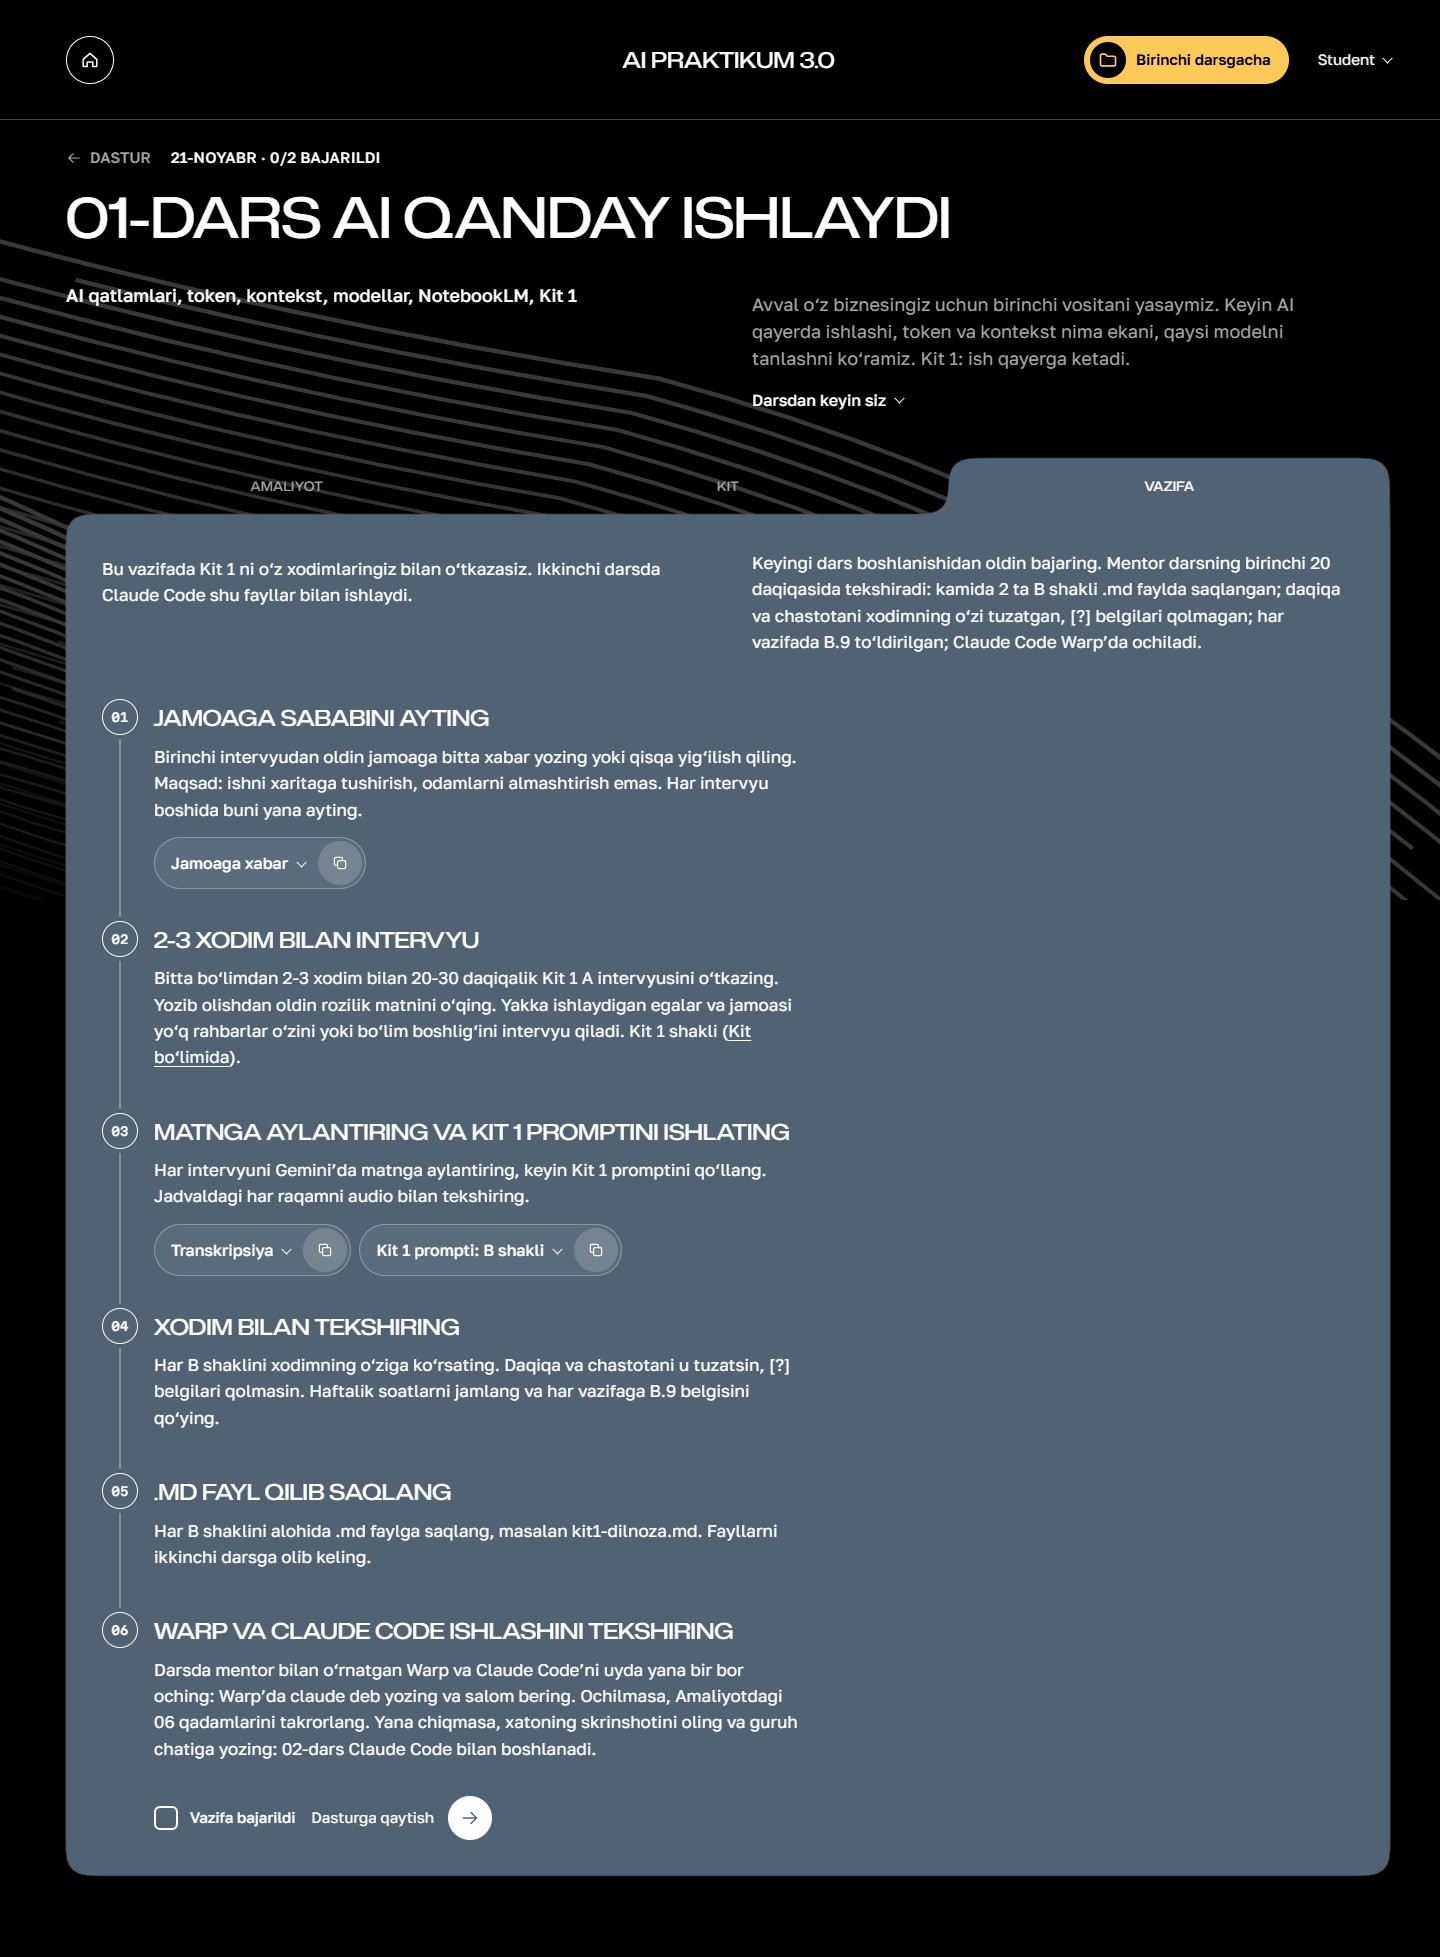 AI PRAKTIKUM 3.0
Birinchi darsgacha
Student
DASTUR
21-NOYABR · 0/2 BAJARILDI
01-DARS AI QANDAY ISHLAYDI
AI qatlamlari, token, kontekst, modellar, NotebookLM, Kit 1
Avval o‘z biznesingiz uchun birinchi vositani yasaymiz. Keyin AI
qayerda ishlashi, token va kontekst nima ekani, qaysi modelni
tanlashni ko‘ramiz. Kit 1: ish qayerga ketadi.
Darsdan keyin siz
AMALIYOT
KIT
VAZIFA
Bu vazifada Kit 1 ni o‘z xodimlaringiz bilan o‘tkazasiz. Ikkinchi darsda
Claude Code shu fayllar bilan ishlaydi.
Keyingi dars boshlanishidan oldin bajaring. Mentor darsning birinchi 20
daqiqasida tekshiradi: kamida 2 ta B shakli .md faylda saqlangan; daqiqa
va chastotani xodimning o‘zi tuzatgan, [?] belgilari qolmagan; har
vazifada B.9 to‘ldirilgan; Claude Code Warp’da ochiladi.
01
JAMOAGA SABABINI AYTING
Birinchi intervyudan oldin jamoaga bitta xabar yozing yoki qisqa yig‘ilish qiling.
Maqsad: ishni xaritaga tushirish, odamlarni almashtirish emas. Har intervyu
boshida buni yana ayting.
Jamoaga xabar
02
2-3 XODIM BILAN INTERVYU
Bitta bo‘limdan 2-3 xodim bilan 20-30 daqiqalik Kit 1 A intervyusini o‘tkazing.
Yozib olishdan oldin rozilik matnini o‘qing. Yakka ishlaydigan egalar va jamoasi
yo‘q rahbarlar o‘zini yoki bo‘lim boshlig‘ini intervyu qiladi. Kit 1 shakli (Kit
bo‘limida).
03
MATNGA AYLANTIRING VA KIT 1 PROMPTINI ISHLATING
Har intervyuni Gemini’da matnga aylantiring, keyin Kit 1 promptini qo‘llang.
Jadvaldagi har raqamni audio bilan tekshiring.
Transkripsiya
Kit 1 prompti: B shakli
04
XODIM BILAN TEKSHIRING
Har B shaklini xodimning o‘ziga ko‘rsating. Daqiqa va chastotani u tuzatsin, [?]
belgilari qolmasin. Haftalik soatlarni jamlang va har vazifaga B.9 belgisini
qo‘ying.
05
.MD FAYL QILIB SAQLANG
Har B shaklini alohida .md faylga saqlang, masalan kit1-dilnoza.md. Fayllarni
ikkinchi darsga olib keling.
06
WARP VA CLAUDE CODE ISHLASHINI TEKSHIRING
Darsda mentor bilan o‘rnatgan Warp va Claude Code’ni uyda yana bir bor
oching: Warp’da claude deb yozing va salom bering. Ochilmasa, Amaliyotdagi
06 qadamlarini takrorlang. Yana chiqmasa, xatoning skrinshotini oling va guruh
chatiga yozing: 02-dars Claude Code bilan boshlanadi.
Vazifa bajarildi
Dasturga qaytish